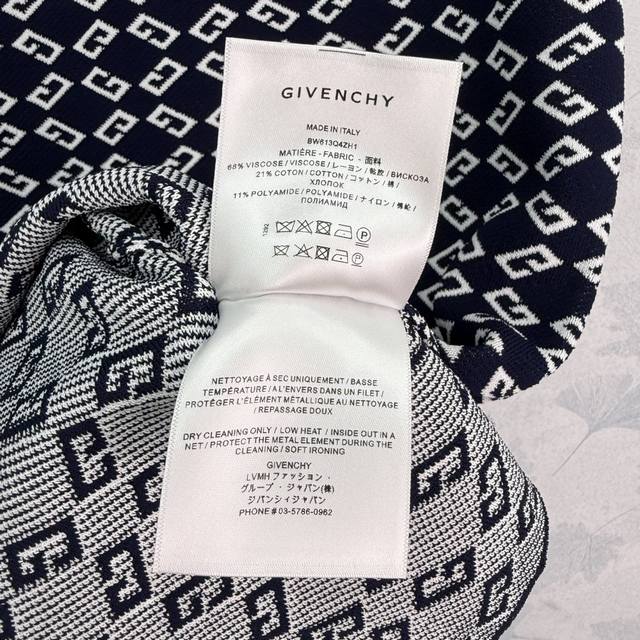 GIVENCHY
MADE IN ITALY
BW613Q4ZH1
MATIÈRE - FABRIC - 面料
68% VISCOSE / VISCOSE / レーヨン / 粘胶 / ВИСКОЗА
21% COTON / COTTON / コットン / 棉 /
ХЛОПОК
11% POLYAMIDE / POLYAMIDE / ナイロン / 锦纶 /
ПОЛИАМИД
P
P
NETTOYAGE À SEC UNIQUEMENT / BASSE
TEMPÉRATURE / A L'ENVERS DANS UN FILET /
PROTÉGER L'ÉLÉMENT MÉTALLIQUE AU NETTOYAGE
/ REPASSAGE DOUX
DRY CLEANING ONLY / LOW HEAT / INSIDE OUT IN A
NET / PROTECT THE METAL ELEMENT DURING THE
CLEANING / SOFT IRONING
GIVENCHY
LVMH ファッション・
グループ・ジャパン(株)
ジバンシィジャパン
PHONE # 03-5786-0962